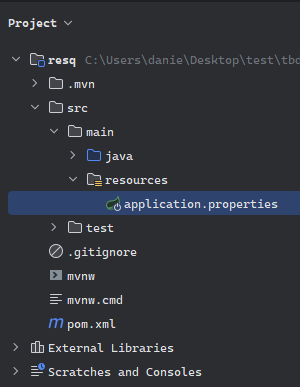 Project
resq C:\Users\danie\Desktop\test\tbd
.mvn
src
main
java
resources
application.properties
test
.gitignore
mvnw
mvnw.cmd
pom.xml
External Libraries
Scratches and Consoles